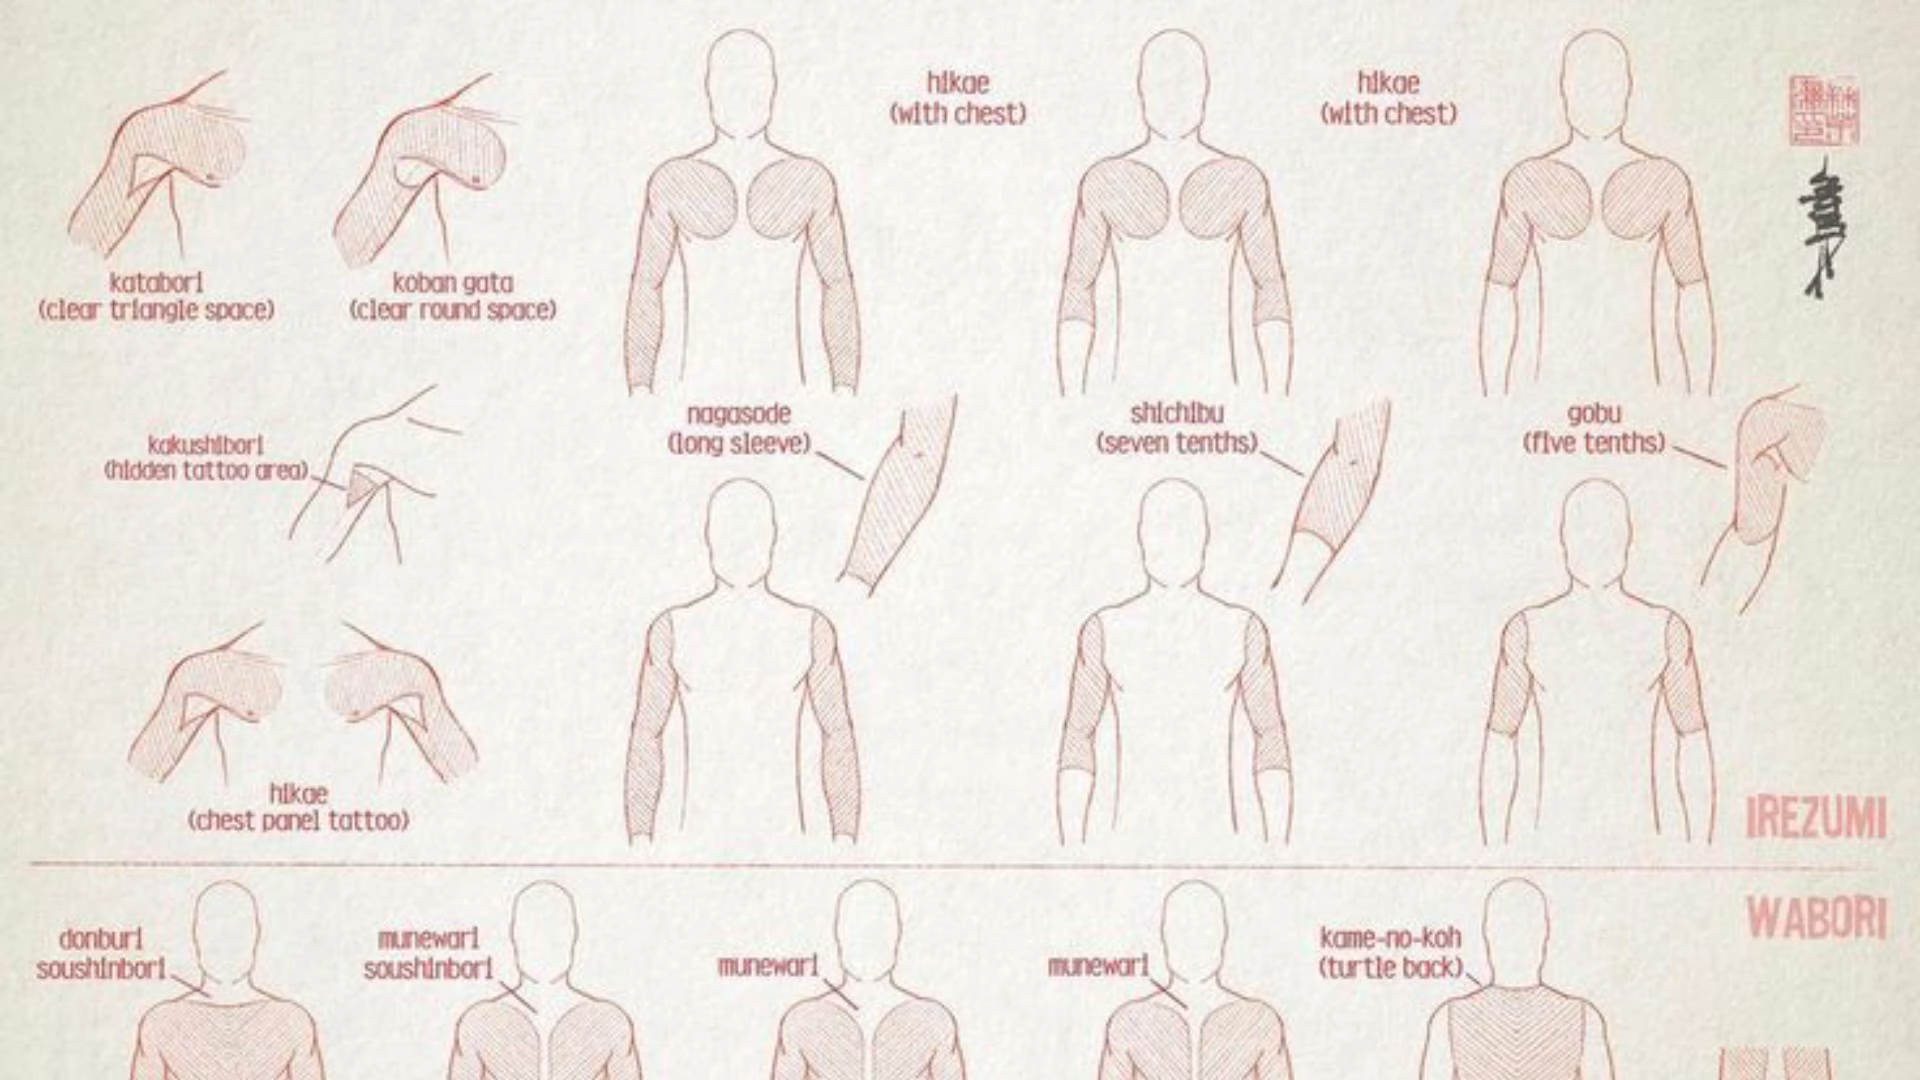 hikae
(with chest)
hikae
(with chest)
katabori
(clear triangle space)
koban gata
(clear round space)
kakushibori
(hidden tattoo area)
nagasode
(long sleeve)
shichibu
(seven tenths)
gobu
(five tenths)
hikae
(chest panel tattoo)
IREZUMI
WABORI
donburi
soushinbori
munewari
soushinbori
munewari
munewari
kame-no-koh
(turtle back)